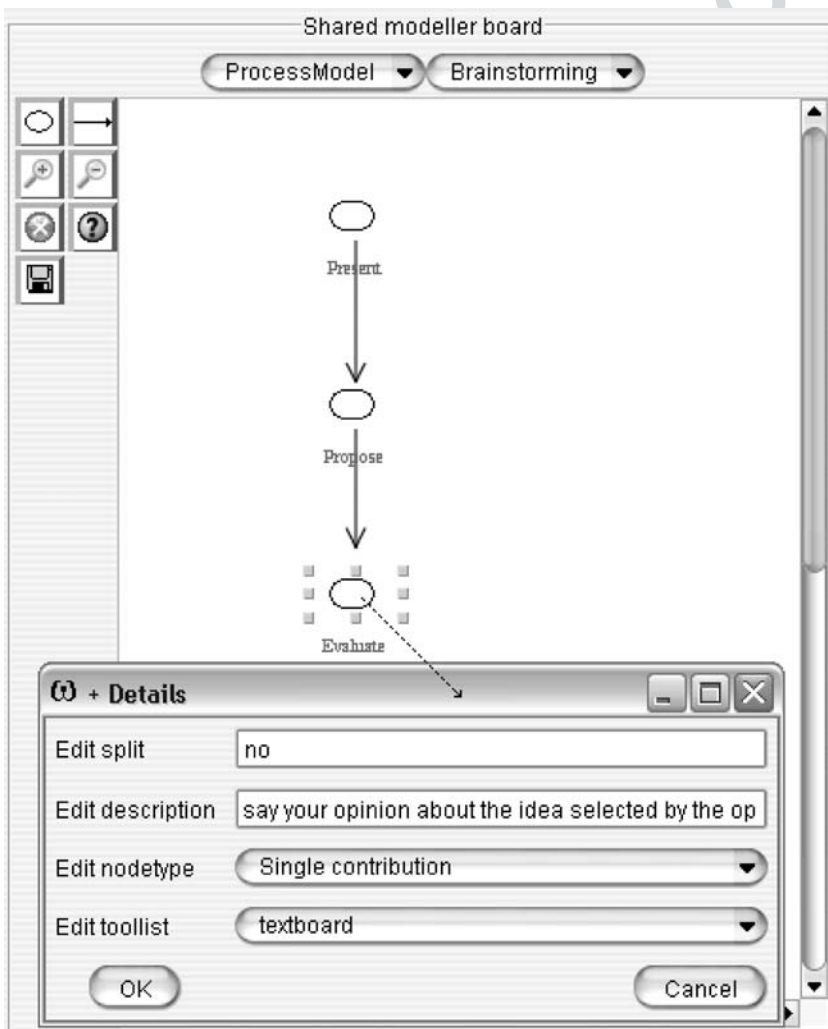 Shared modeller board
ProcessModel Brainstorming
Present
Propose
Evaluate
ω + Details
Edit split no
Edit description say your opinion about the idea selected by the op
Edit nodetype Single contribution
Edit toollist textboard
OK Cancel